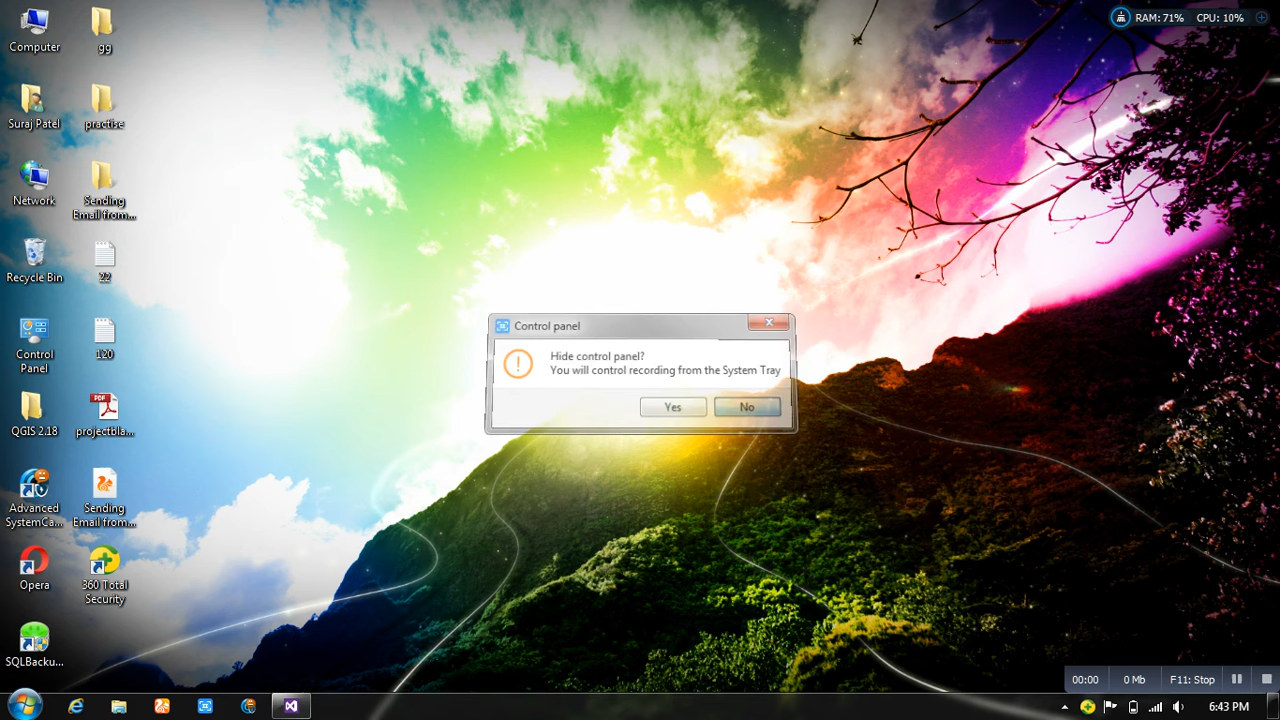 RAM: 71% CPU: 10%
Computer
gg
Suraj Patel
practise
Network
Sending
Email from...
Recycle Bin
22
Control
Panel
120
QGIS 2.18
PDF
projectbla...
Advanced
SystemCa...
Sending
Email from...
Opera
360 Total
Security
SQLBacku...
Control panel
Hide control panel?
You will control recording from the System Tray
Yes No
00:00 0 Mb F11: Stop
6:43 PM